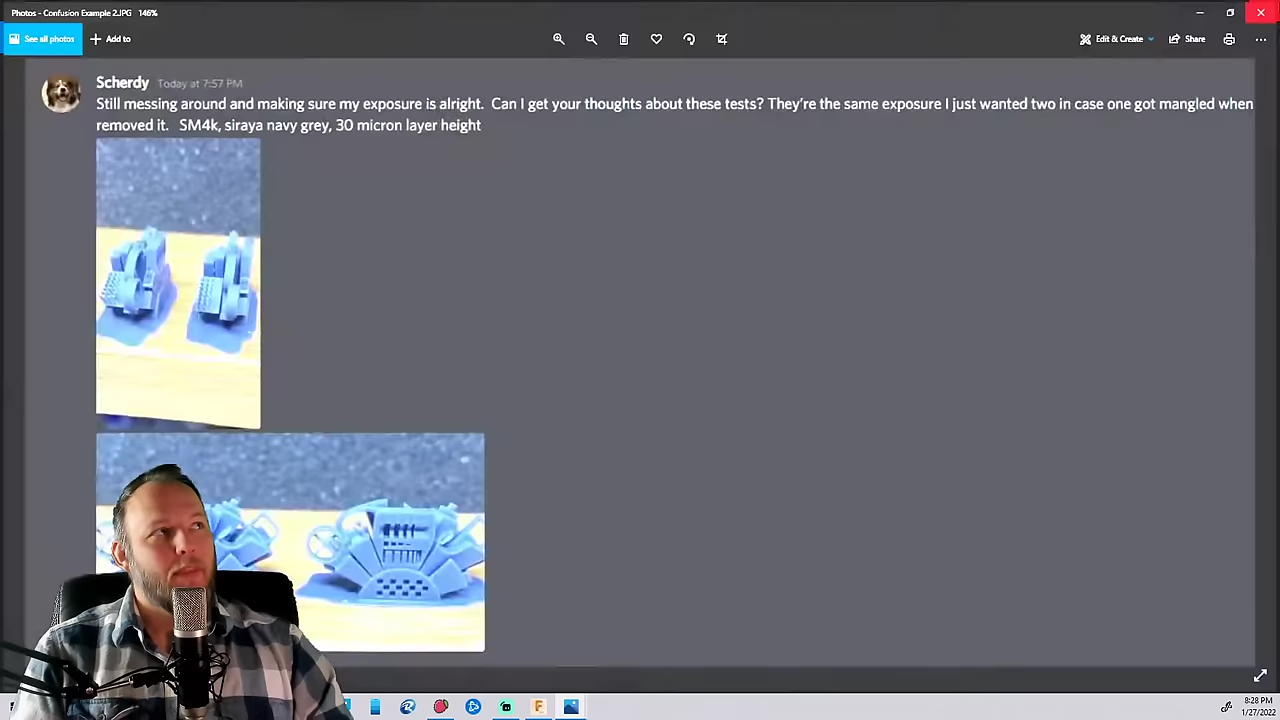 Photos - Confusion Example 2.JPG 146%
See all photos
Add to
Edit & Create
Share
Scherdy Today at 7:57 PM
Still messing around and making sure my exposure is alright. Can I get your thoughts about these tests? They're the same exposure I just wanted two in case one got mangled when
removed it. SM4k, siraya navy grey, 30 micron layer height
8:28 PM
1/27/2022